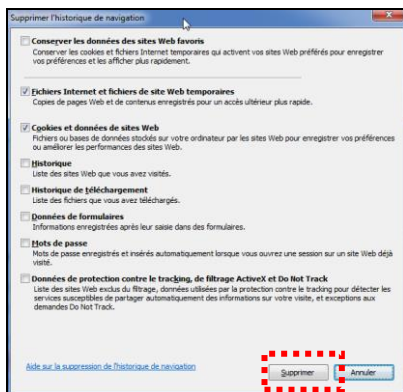 Supprimer l'historique de navigation
Conserver les données des sites Web favoris
Conserver les cookies et fichiers Internet temporaires qui activent vos sites Web préférés pour enregistrer
vos préférences et les afficher plus rapidement.
Fichiers Internet et fichiers de site Web temporaires
Copies de pages Web et de contenus enregistrés pour un accès ultérieur plus rapide.
Cookies et données de sites Web
Fichiers ou bases de données stockés sur votre ordinateur par les sites Web pour enregistrer vos préférences
ou améliorer les performances des sites Web.
Historique
Liste des sites Web que vous avez visités.
Historique de téléchargement
Liste des fichiers que vous avez téléchargés.
Données de formulaires
Informations enregistrées après leur saisie dans des formulaires.
Mots de passe
Mots de passe enregistrés et insérés automatiquement lorsque vous ouvrez une session sur un site Web déjà
visité.
Données de protection contre le tracking, de filtrage ActiveX et Do Not Track
Liste des sites Web exclus du filtrage, données utilisées par la protection contre le tracking pour détecter les
services susceptibles de partager automatiquement des informations sur votre visite, et exceptions aux
demandes Do Not Track.
Aide sur la suppression de l'historique de navigation
Supprimer
Annuler